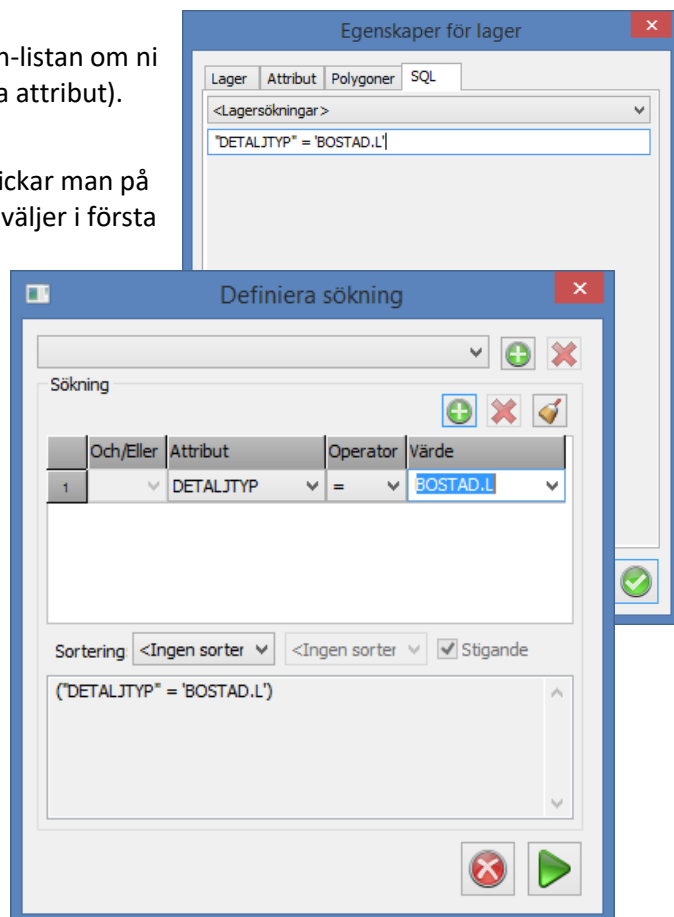 n-listan om ni
a attribut).
ickar man på
väljer i första
Egenskaper för lager
Lager Attribut Polygoner SQL
<Lagersökningar>
"DETALJTYP" = 'BOSTAD.L'
Definiera sökning
Sökning
Och/Eller Attribut Operator Värde
1 DETALJTYP = BOSTAD.L
Sortering <Ingen sorter <Ingen sorter Stigande
("DETALJTYP" = 'BOSTAD.L')